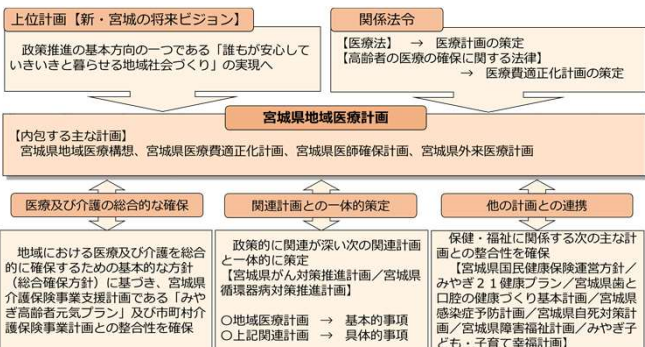 上位計画【新・宮城の将来ビジョン】
政策推進の基本方向の一つである「誰もが安心して
いきいきと暮らせる地域社会づくり」の実現へ
関係法令
【医療法】 → 医療計画の策定
【高齢者の医療の確保に関する法律】
→ 医療費適正化計画の策定
宮城県地域医療計画
【内包する主な計画】
宮城県地域医療構想、宮城県医療費適正化計画、宮城県医師確保計画、宮城県外来医療計画
医療及び介護の総合的な確保
地域における医療及び介護を総合
的に確保するための基本的な方針
（総合確保方針）に基づき、宮城県
介護保険事業支援計画である「みや
ぎ高齢者元気プラン」及び市町村介
護保険事業計画との整合性を確保
関連計画との一体的策定
政策的に関連が深い次の関連計画
と一体的に策定
【宮城県がん対策推進計画／宮城県
循環器病対策推進計画】
〇地域医療計画 → 基本的事項
〇上記関連計画 → 具体的事項
他の計画との連携
保健・福祉に関係する次の主な計
画との整合性を確保
【宮城県国民健康保険運営方針／
みやぎ２１健康プラン／宮城県歯と
口腔の健康づくり基本計画／宮城県
感染症予防計画／宮城県自死対策計
画／宮城県障害福祉計画／みやぎ子
ども・子育て幸福計画】